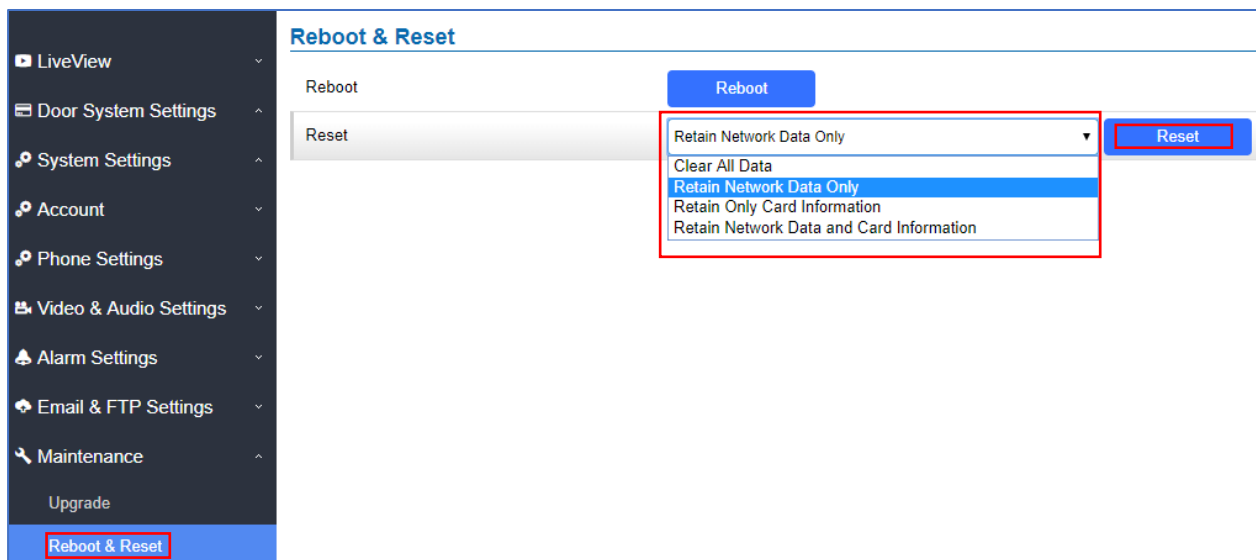 LiveView
Door System Settings
System Settings
Account
Phone Settings
Video & Audio Settings
Alarm Settings
Email & FTP Settings
Maintenance
Upgrade
Reboot & Reset
Reboot & Reset
Reboot
Reboot
Reset
Retain Network Data Only
Reset
Clear All Data
Retain Network Data Only
Retain Only Card Information
Retain Network Data and Card Information